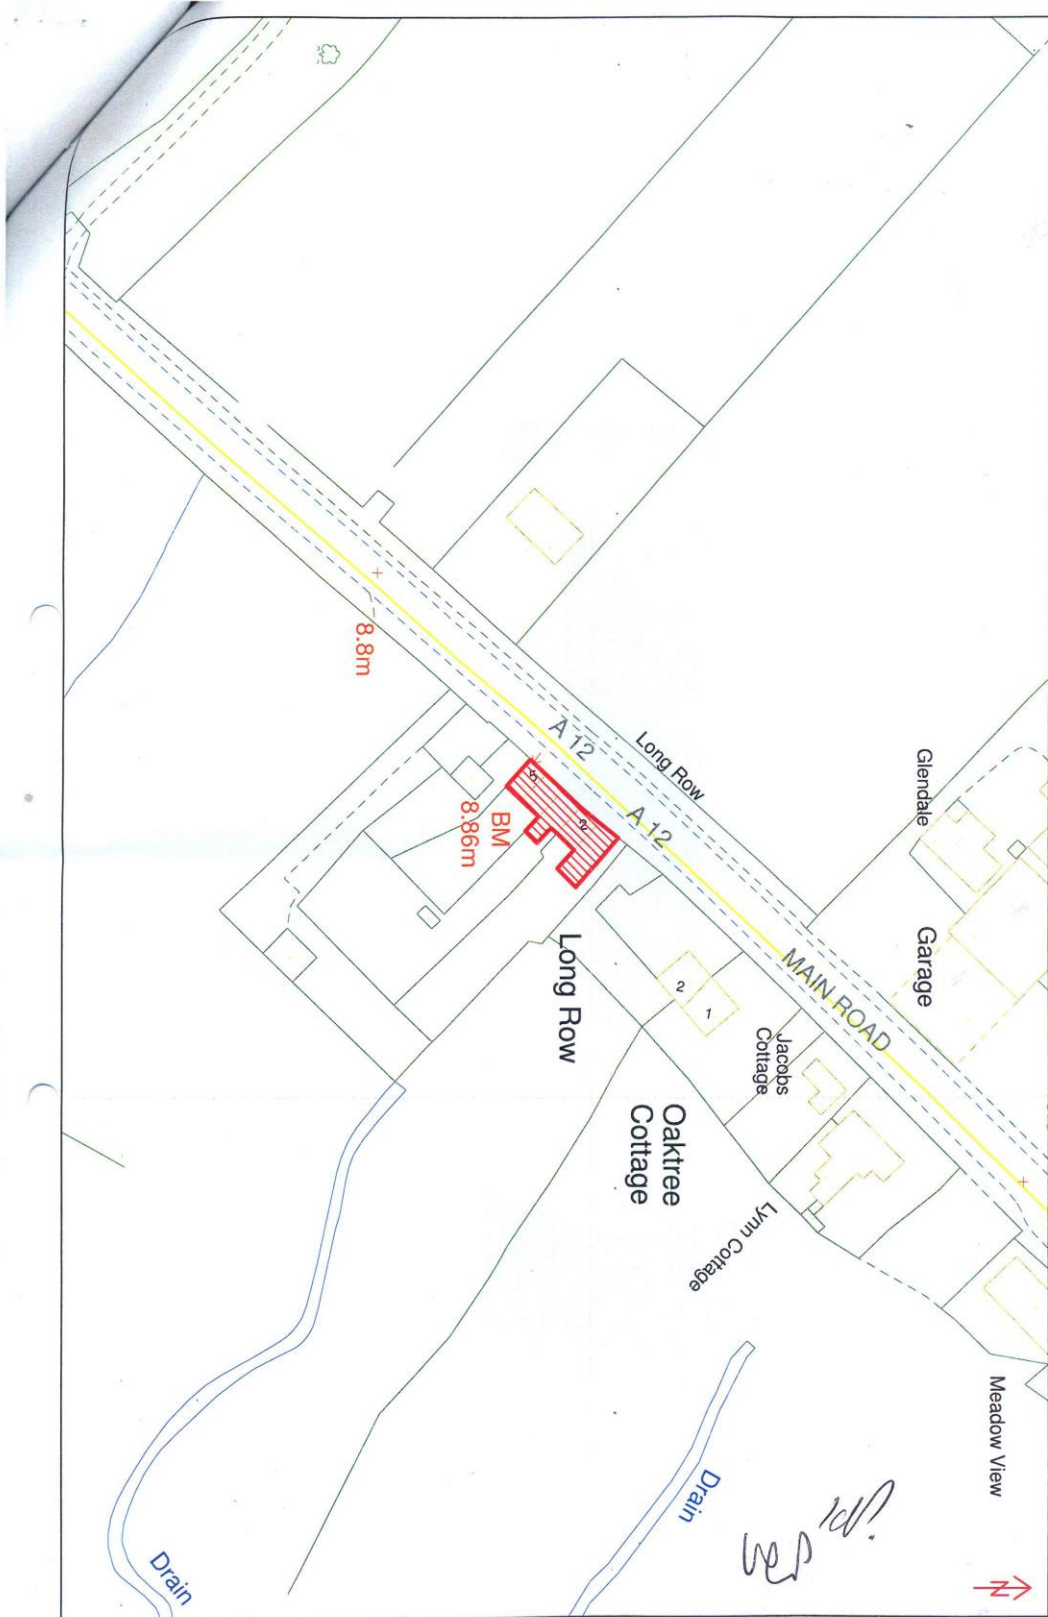 Glendale
Garage
Long Row
A 12
A 12
MAIN ROAD
8.8m
5
2
BM
8.86m
Long Row
2
1
Jacobs
Cottage
Oaktree
Cottage
Lynn Cottage
Meadow View
Drain
Drain
N